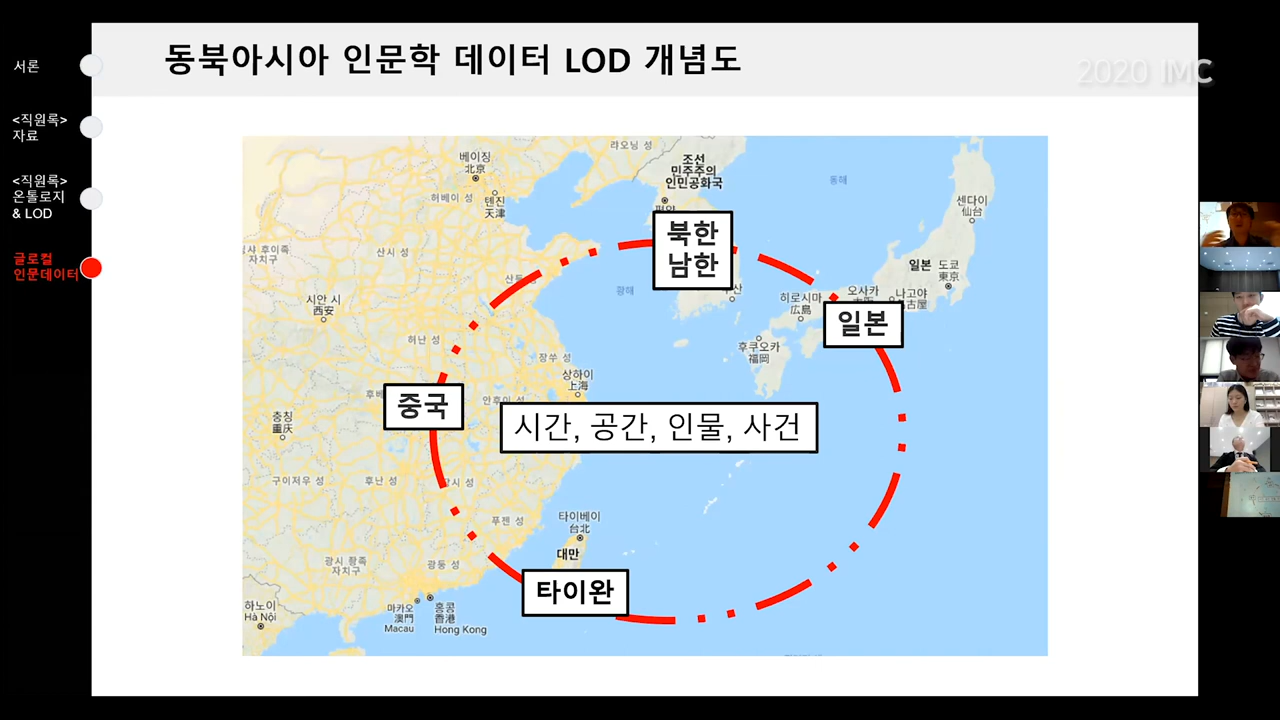 동북아시아 인문학 데이터 LOD 개념도
2020 IMC
서론
<직원록>
자료
<직원록>
온톨로지
& LOD
글로컬
인문데이터
랴오닝 성
베이징
北京
조선
민주주의
인민공화국
동해
허베이 성
톈진
天津
센다이
仙台
북한
남한
자치구
산시 성
일본
도쿄
東京
황해
시안 시
西安
히로시마
広島
오사카
나고야
일본
허난 성
후쿠오카
福岡
장쑤 성
상하이
上海
중국
안후이 성
충칭
重庆
시간, 공간, 인물, 사건
구이저우 성
후난 성
푸젠 성
타이베이
台北
대만
광시 좡족
자치구
광둥 성
타이완
하노이
Hà Nội
마카오
澳門
Macau
홍콩
香港
Hong Kong